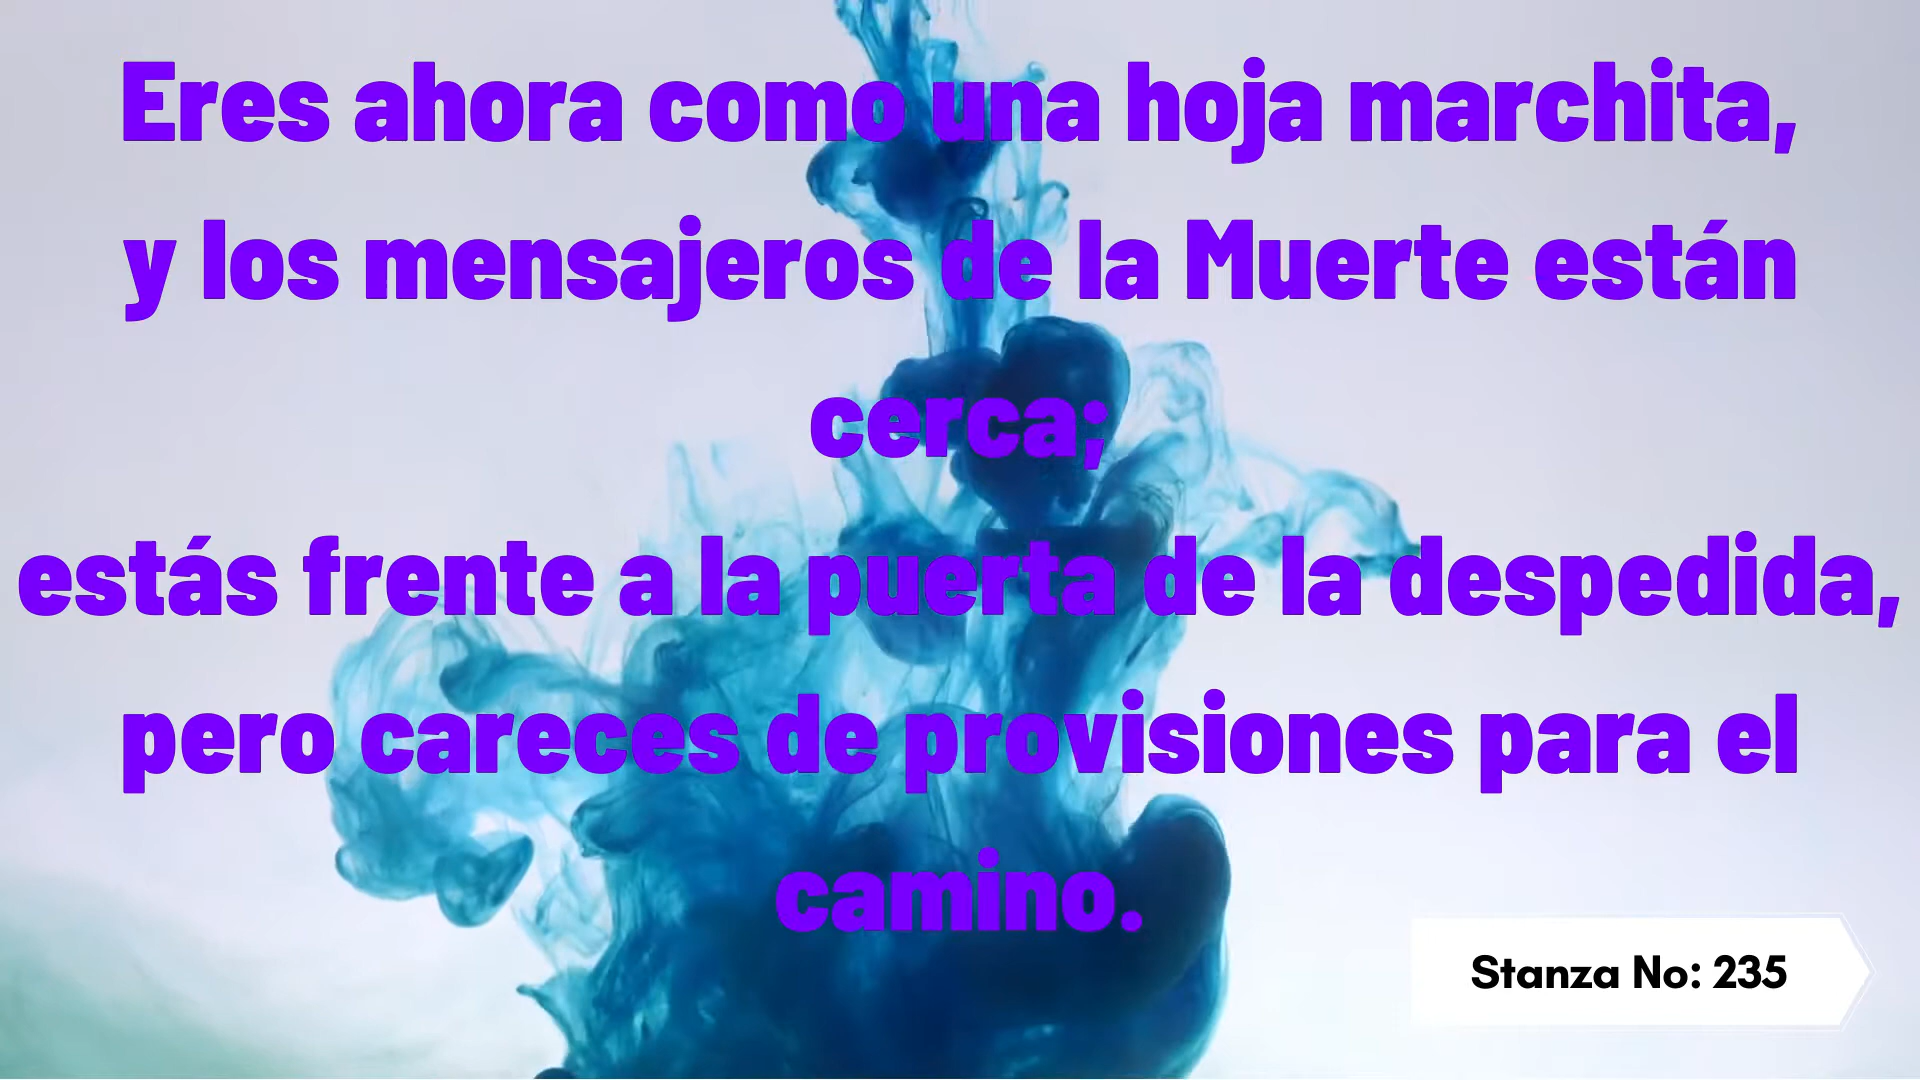 Eres ahora como una hoja marchita,
y los mensajeros de la Muerte están
cerca;
estás frente a la puerta de la despedida,
pero careces de provisiones para el
camino.
Stanza No: 235